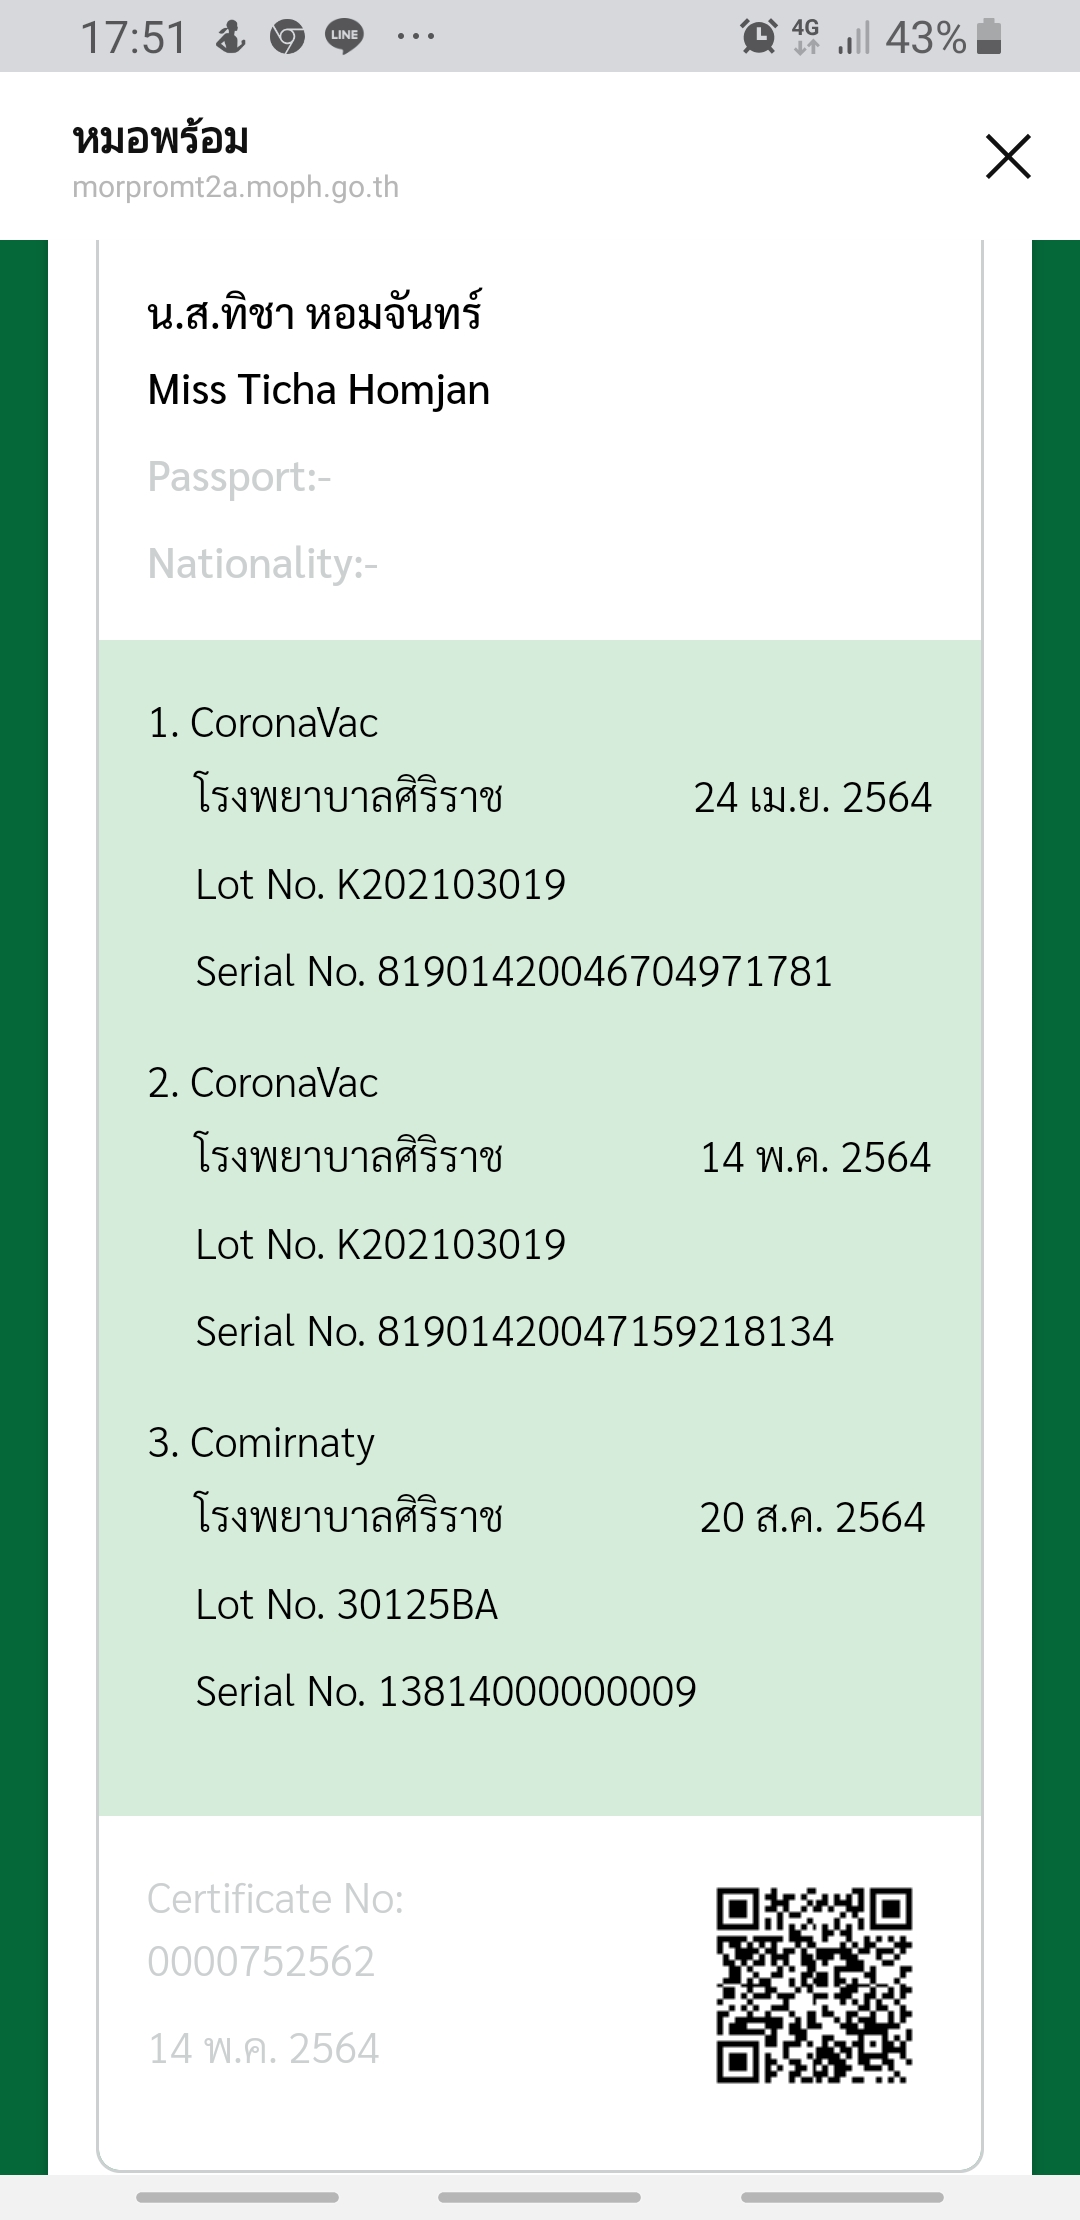 17:51 LINE ... 4G 43%
หมอพร้อม
morpromt2a.moph.go.th
น.ส.ทิชา หอมจันทร์
Miss Ticha Homjan
Passport:-
Nationality:-
1. CoronaVac
โรงพยาบาลศิริราช 24 เม.ย. 2564
Lot No. K202103019
Serial No. 81901420046704971781
2. CoronaVac
โรงพยาบาลศิริราช 14 พ.ค. 2564
Lot No. K202103019
Serial No. 81901420047159218134
3. Comirnaty
โรงพยาบาลศิริราช 20 ส.ค. 2564
Lot No. 30125BA
Serial No. 13814000000009
Certificate No:
0000752562
14 พ.ค. 2564